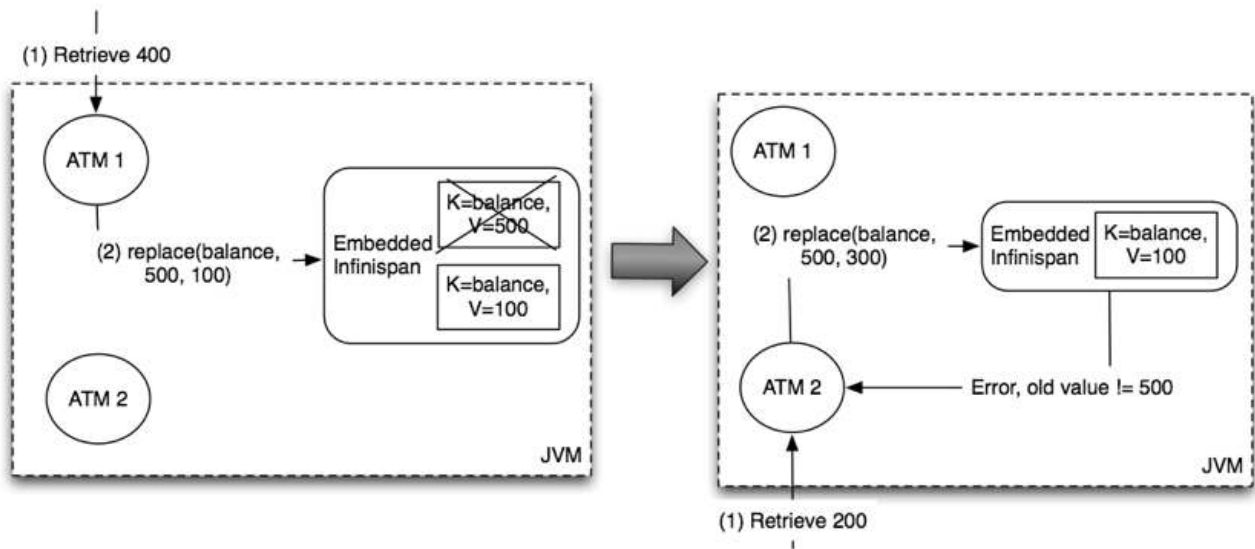 (1) Retrieve 400
ATM 1
(2) replace(balance,
500, 100)
Embedded
Infinispan
K=balance,
V=500
K=balance,
V=100
ATM 2
JVM
ATM 1
(2) replace(balance,
500, 300)
Embedded
Infinispan
K=balance,
V=100
ATM 2
Error, old value != 500
JVM
(1) Retrieve 200